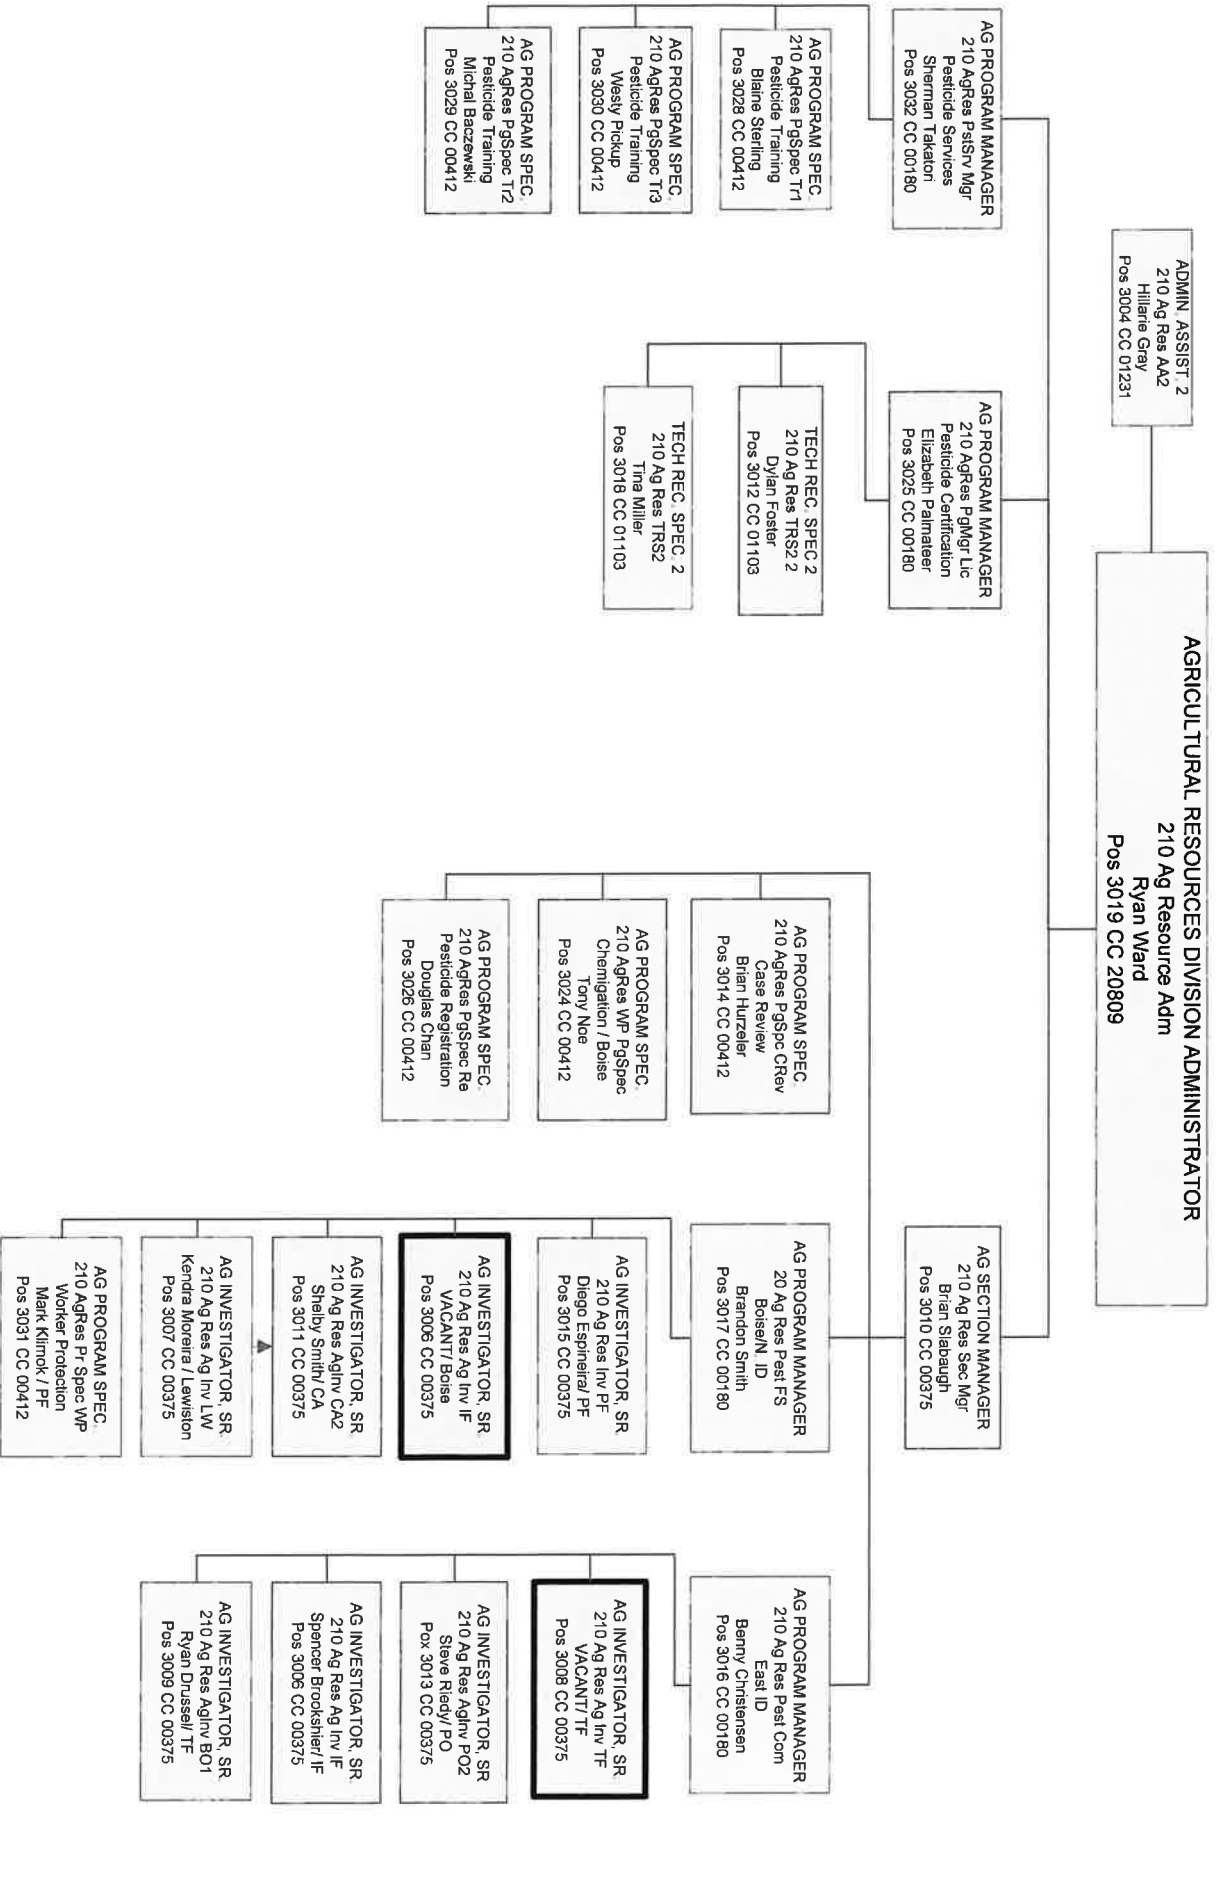 AGRICULTURAL RESOURCES DIVISION ADMINISTRATOR
210 Ag Resource Adm
Ryan Ward
Pos 3019 CC 20809
ADMIN. ASSIST. 2
210 Ag Res AA2
Hillarie Gray
Pos 3004 CC 01231
AG PROGRAM MANAGER
210 AgRes PstSrv Mgr
Pesticide Services
Sherman Takatori
Pos 3032 CC 00180
AG PROGRAM SPEC.
210 AgRes PgSpec Tr1
Pesticide Training
Blaine Sterling
Pos 3028 CC 00412
AG PROGRAM SPEC.
210 AgRes PgSpec Tr3
Pesticide Training
Westy Pickup
Pos 3030 CC 00412
AG PROGRAM SPEC.
210 AgRes PgSpec Tr2
Pesticide Training
Michal Baczewski
Pos 3029 CC 00412
AG PROGRAM MANAGER
210 AgRes PgMgr Lic
Pesticide Certification
Elizabeth Palmateer
Pos 3025 CC 00180
TECH REC. SPEC 2
210 Ag Res TRS2 2
Dylan Foster
Pos 3012 CC 01103
TECH REC. SPEC. 2
210 Ag Res TRS2
Tina Miller
Pos 3018 CC 01103
AG SECTION MANAGER
210 Ag Res Sec Mgr
Brian Slabaugh
Pos 3010 CC 00375
AG PROGRAM SPEC.
210 AgRes PgSpc CRev
Case Review
Brian Hurzeler
Pos 3014 CC 00412
AG PROGRAM SPEC.
210 AgRes WP PgSpec
Chemigation / Boise
Tony Noe
Pos 3024 CC 00412
AG PROGRAM SPEC.
210 AgRes PgSpec Re
Pesticide Registration
Douglas Chan
Pos 3026 CC 00412
AG PROGRAM MANAGER
20 Ag Res Pest FS
Boise/N. ID
Brandon Smith
Pos 3017 CC 00180
AG INVESTIGATOR, SR.
210 Ag Res Inv PF
Diego Espineira/ PF
Pos 3015 CC 00375
AG INVESTIGATOR, SR.
210 Ag Res Ag Inv IF
VACANT/ Boise
Pos 3006 CC 00375
AG INVESTIGATOR, SR.
210 Ag Res AgInv CA2
Shelby Smith/ CA
Pos 3011 CC 00375
AG INVESTIGATOR, SR.
210 Ag Res Ag Inv LW
Kendra Moreira / Lewiston
Pos 3007 CC 00375
AG PROGRAM SPEC.
210 AgRes Pr Spec WP
Worker Protection
Mark Klimok / PF
Pos 3031 CC 00412
AG PROGRAM MANAGER
210 Ag Res Pest Com
East ID
Benny Christensen
Pos 3016 CC 00180
AG INVESTIGATOR, SR.
210 Ag Res Ag Inv TF
VACANT/ TF
Pos 3008 CC 00375
AG INVESTIGATOR, SR
210 Ag Res AgInv PO2
Steve Riedy/ PO
Pox 3013 CC 00375
AG INVESTIGATOR, SR.
210 Ag Res Ag Inv IF
Spencer Brookshier/ IF
Pos 3006 CC 00375
AG INVESTIGATOR, SR.
210 Ag Res AgInv BO1
Ryan Drussel/ TF
Pos 3009 CC 00375